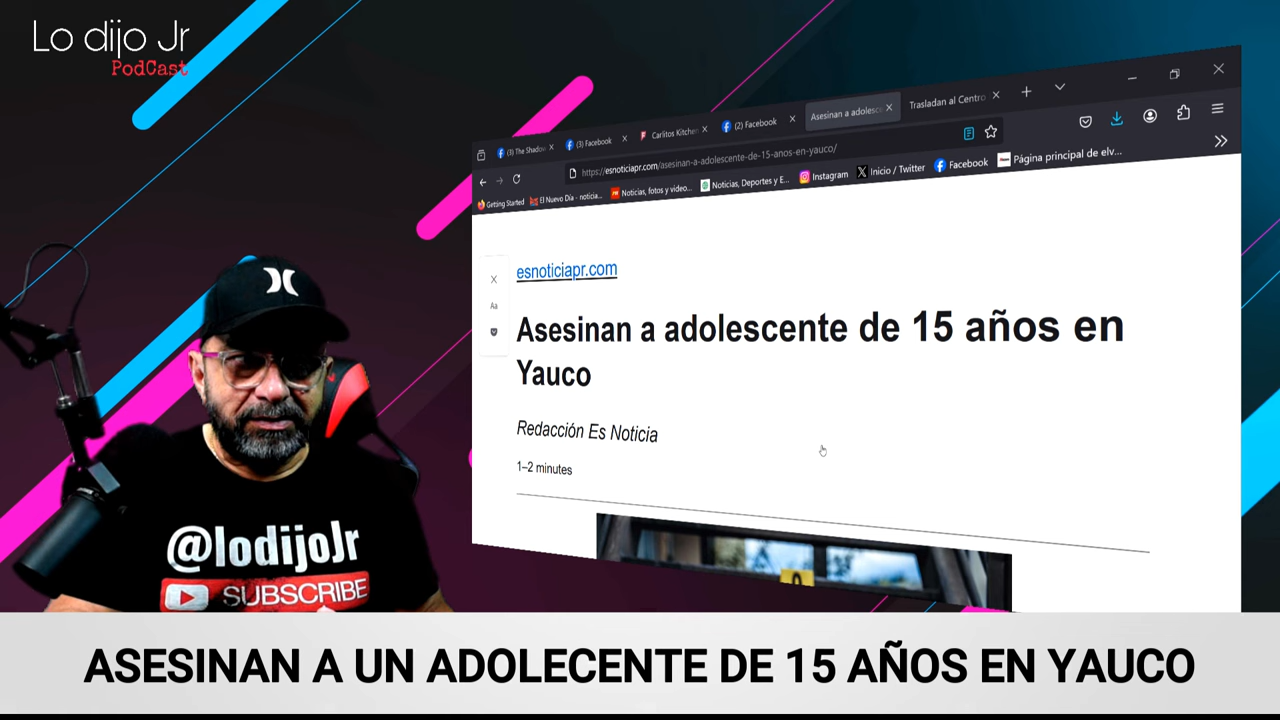 Lo dijo Jr
PodCast
(3) The Shadow
(3) Facebook
Carlitos Kitchen
(2) Facebook
Asesinan a adolesce
Trasladan al Centro
https://esnoticiapr.com/asesinan-a-adolescente-de-15-anos-en-yauco/
Getting Started
El Nuevo Día - noticia...
Noticias, fotos y video...
Noticias, Deportes y E...
Instagram
Inicio / Twitter
Facebook
Página principal de elv...
esnoticiapr.com
Aa
Asesinan a adolescente de 15 años en
Yauco
Redacción Es Noticia
1–2 minutes
@lodijoJr
SUBSCRIBE
ASESINAN A UN ADOLECENTE DE 15 AÑOS EN YAUCO